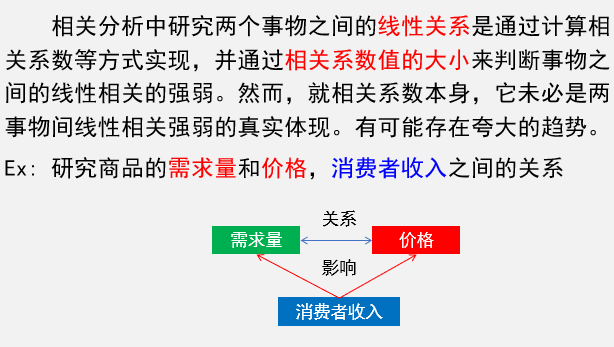 相关分析中研究两个事物之间的线性关系是通过计算相
关系数等方式实现，并通过相关系数值的大小来判断事物之
间的线性相关的强弱。然而，就相关系数本身，它未必是两
事物间线性相关强弱的真实体现。有可能存在夸大的趋势。
Ex: 研究商品的需求量和价格，消费者收入之间的关系
关系
需求量
价格
影响
消费者收入